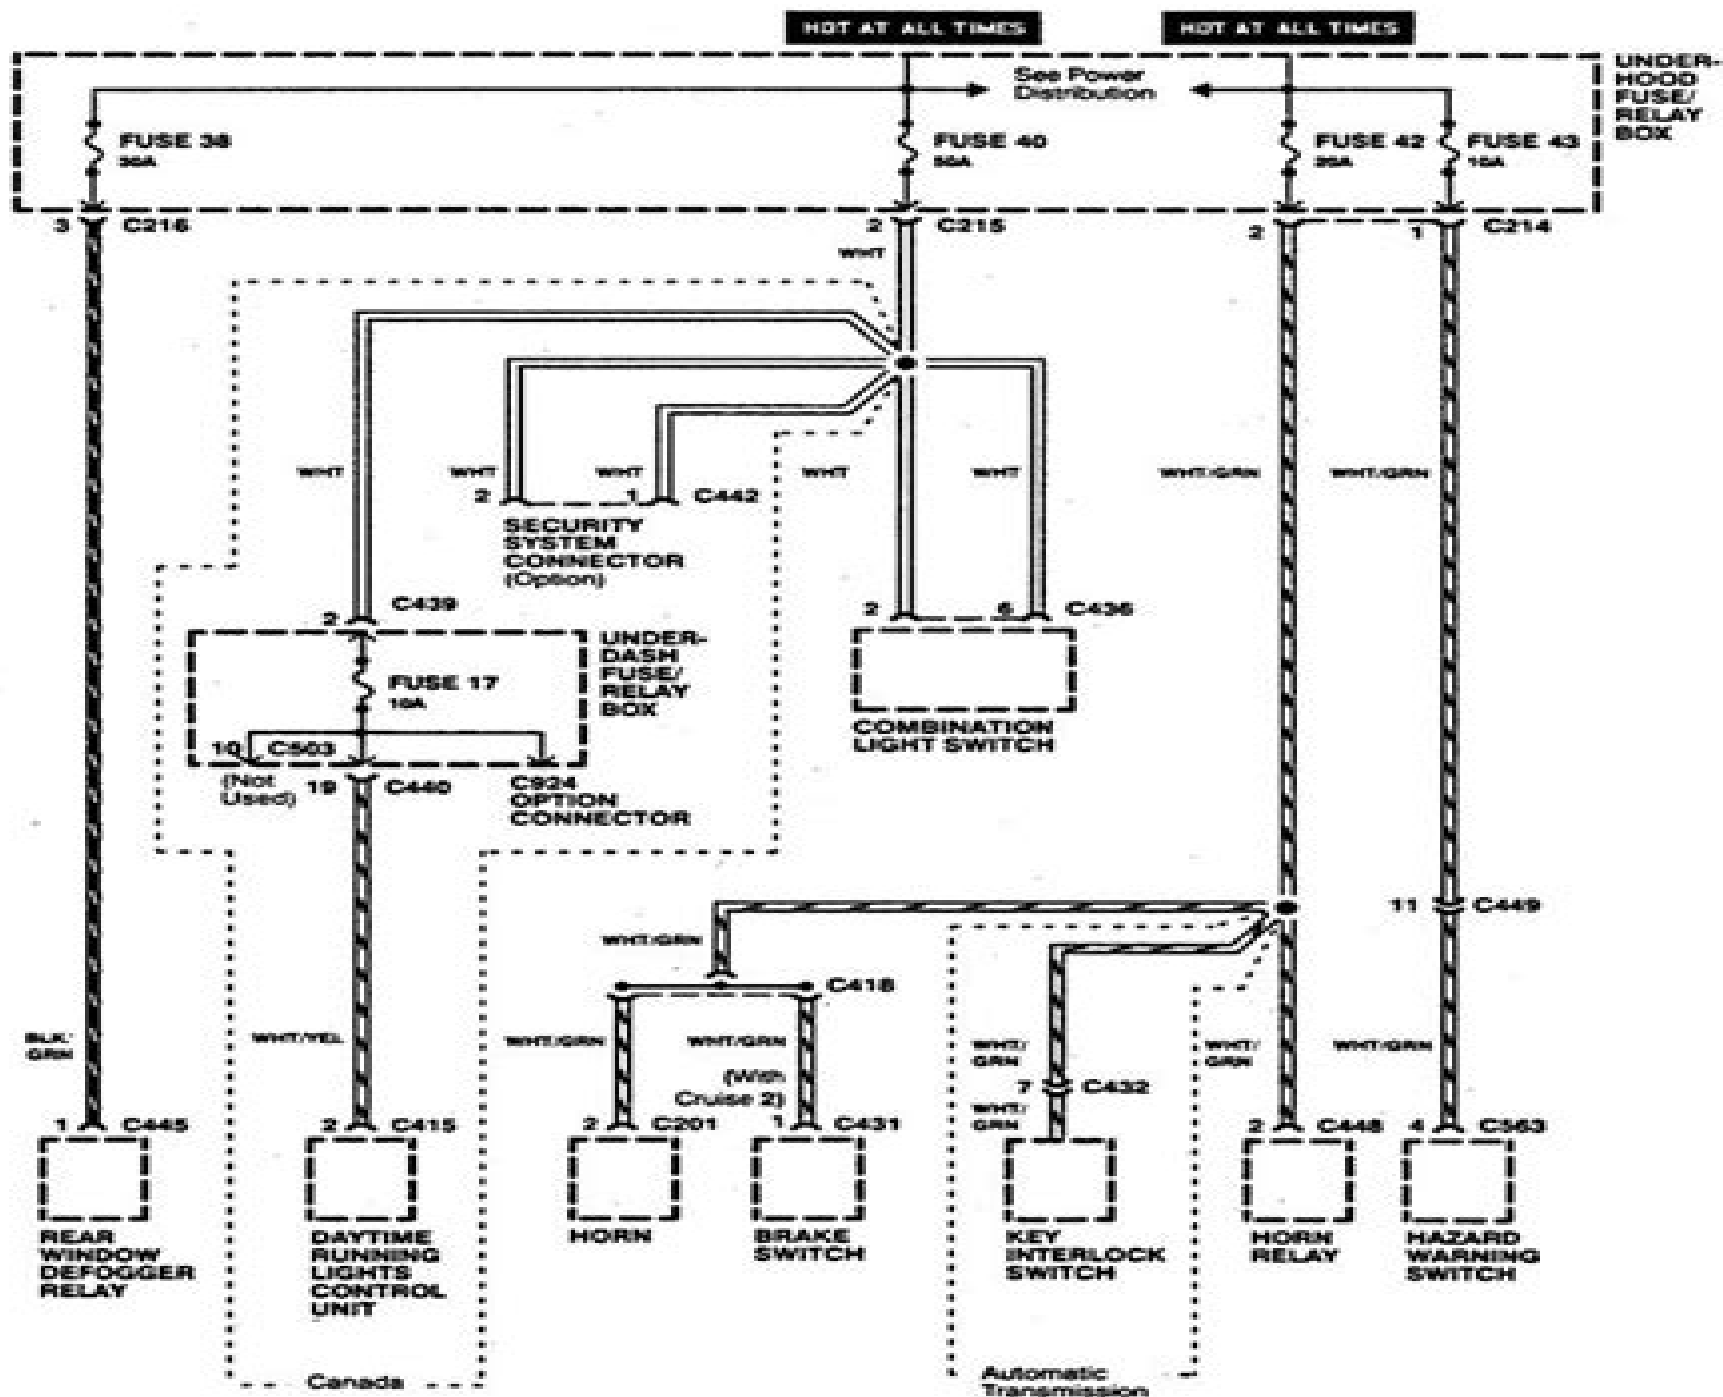 HOT AT ALL TIMES
HOT AT ALL TIMES
UNDER-
HOOD
FUSE/
RELAY
BOX
See Power
Distribution
FUSE 38
FUSE 40
50A
FUSE 42
20A
FUSE 43
10A
3
C216
2
C215
2
1
C214
WHT
WHT
WHT
WHT
WHT
WHT
WHT/GRN
WHT/GRN
2
1
C442
SECURITY
SYSTEM
CONNECTOR
(Option)
2
C439
2
6
C436
UNDER-
DASH
FUSE/
RELAY
BOX
FUSE 17
10A
COMBINATION
LIGHT SWITCH
10
C503
(Not
Used)
19
C440
C924
OPTION
CONNECTOR
11
C449
WHT/GRN
C418
BLK/
GRN
WHT/YEL
WHT/GRN
WHT/GRN
(With
Cruise 2)
WHT/
GRN
WHT/
GRN
WHT/GRN
7
C432
WHT/
GRN
1
C445
2
C415
2
C201
1
C431
2
C448
4
C563
REAR
WINDOW
DEFOGGER
RELAY
DAYTIME
RUNNING
LIGHTS
CONTROL
UNIT
HORN
BRAKE
SWITCH
KEY
INTERLOCK
SWITCH
HORN
RELAY
HAZARD
WARNING
SWITCH
Canada
Automatic
Transmission